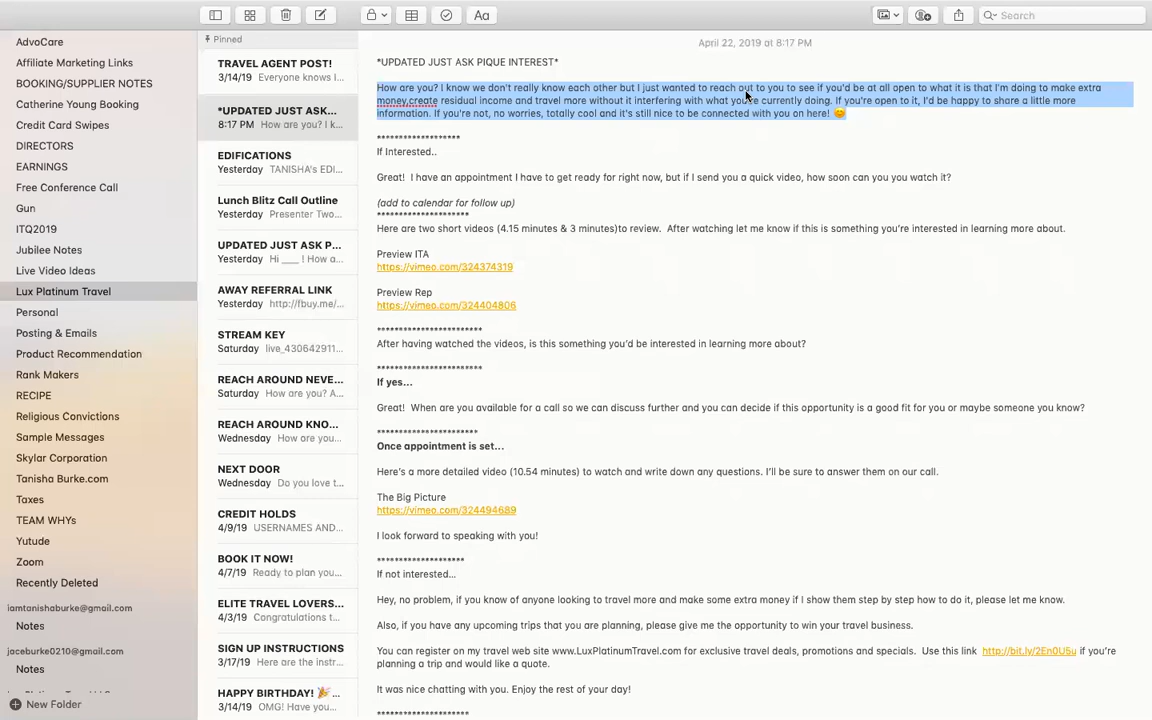 Search
AdvoCare
Affiliate Marketing Links
BOOKING/SUPPLIER NOTES
Catherine Young Booking
Credit Card Swipes
DIRECTORS
EARNINGS
Free Conference Call
Gun
ITQ2019
Jubilee Notes
Live Video Ideas
Lux Platinum Travel
Personal
Posting & Emails
Product Recommendation
Rank Makers
RECIPE
Religious Convictions
Sample Messages
Skylar Corporation
Tanisha Burke.com
Taxes
TEAM WHYs
Yutude
Zoom
Recently Deleted
iamtanishaburke@gmail.com
Notes
jaceburke0210@gmail.com
Notes
New Folder
Pinned
TRAVEL AGENT POST!
3/14/19 Everyone knows I...
*UPDATED JUST ASK...
8:17 PM How are you? I k...
EDIFICATIONS
Yesterday TANISHA's EDI...
Lunch Blitz Call Outline
Yesterday Presenter Two...
UPDATED JUST ASK P...
Yesterday Hi ___ ! How a...
AWAY REFERRAL LINK
Yesterday http://fbuy.me/...
STREAM KEY
Saturday live_430642911...
REACH AROUND NEVE...
Saturday How are you? A...
REACH AROUND KNO...
Wednesday How are you...
NEXT DOOR
Wednesday Do you love t...
CREDIT HOLDS
4/9/19 USERNAMES AND...
BOOK IT NOW!
4/7/19 Ready to plan you...
ELITE TRAVEL LOVERS...
4/3/19 Congratulations t...
SIGN UP INSTRUCTIONS
3/17/19 Here are the instr...
HAPPY BIRTHDAY! 🎉 ...
3/14/19 OMG! Have you...
April 22, 2019 at 8:17 PM
*UPDATED JUST ASK PIQUE INTEREST*
How are you? I know we don't really know each other but I just wanted to reach out to you to see if you'd be at all open to what it is that I'm doing to make extra
money,create residual income and travel more without it interfering with what you're currently doing. If you're open to it, I'd be happy to share a little more
information. If you're not, no worries, totally cool and it's still nice to be connected with you on here! 😊
*******************
If Interested..
Great! I have an appointment I have to get ready for right now, but if I send you a quick video, how soon can you you watch it?
(add to calendar for follow up)
*********************
Here are two short videos (4.15 minutes & 3 minutes)to review. After watching let me know if this is something you're interested in learning more about.
Preview ITA
https://vimeo.com/324374319
Preview Rep
https://vimeo.com/324404806
************************
After having watched the videos, is this something you'd be interested in learning more about?
************************
If yes...
Great! When are you available for a call so we can discuss further and you can decide if this opportunity is a good fit for you or maybe someone you know?
***********************
Once appointment is set...
Here's a more detailed video (10.54 minutes) to watch and write down any questions. I'll be sure to answer them on our call.
The Big Picture
https://vimeo.com/324494689
I look forward to speaking with you!
********************
If not interested...
Hey, no problem, if you know of anyone looking to travel more and make some extra money if I show them step by step how to do it, please let me know.
Also, if you have any upcoming trips that you are planning, please give me the opportunity to win your travel business.
You can register on my travel web site www.LuxPlatinumTravel.com for exclusive travel deals, promotions and specials. Use this link http://bit.ly/2En0U5u if you're
planning a trip and would like a quote.
It was nice chatting with you. Enjoy the rest of your day!
*********************